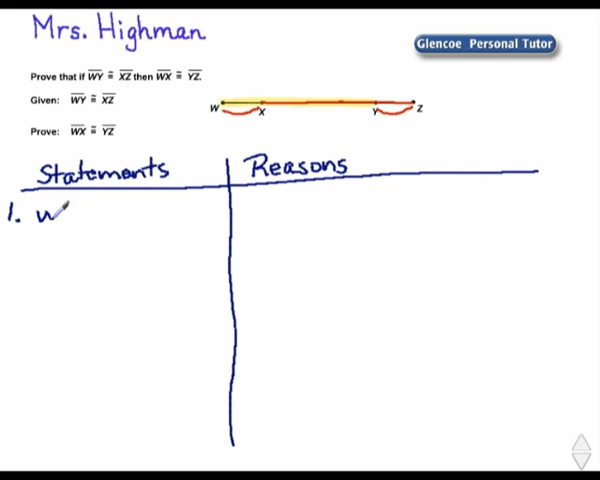 Mrs. Highman
Glencoe Personal Tutor
Prove that if WY ≅ XZ then WX ≅ YZ.
Given: WY ≅ XZ
W X Y Z
Prove: WX ≅ YZ
Statements Reasons
1. W